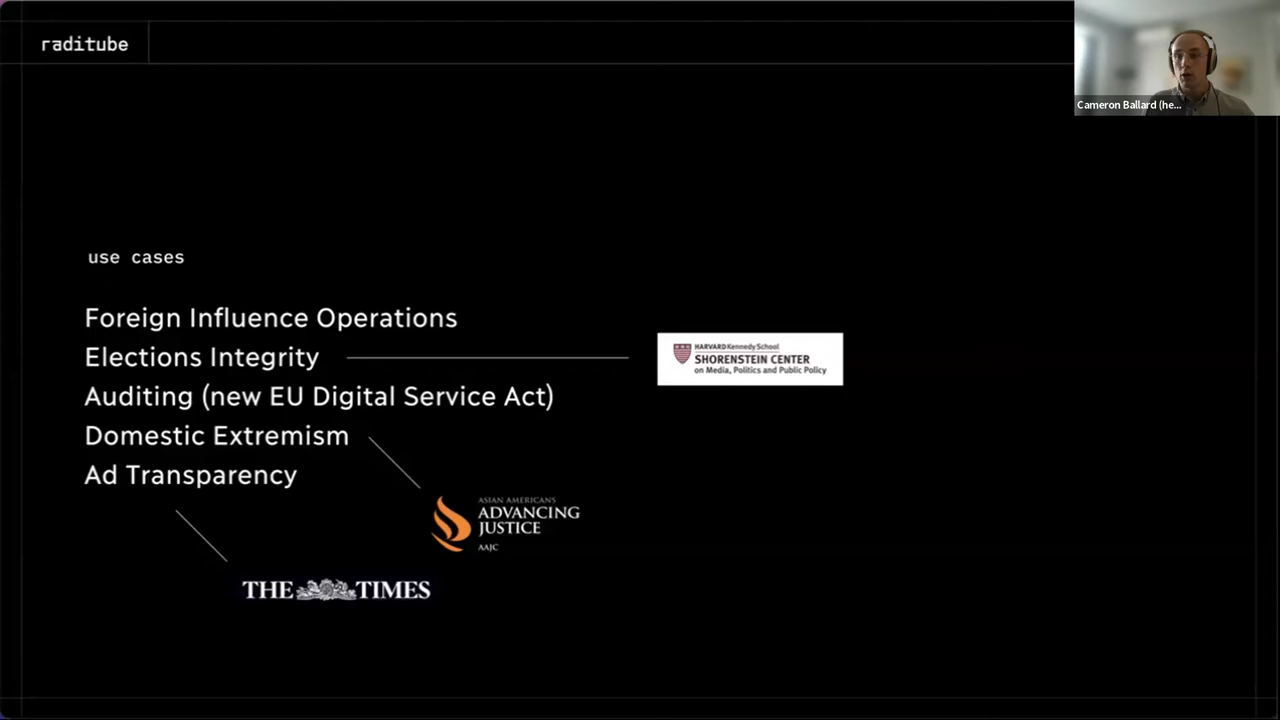 raditube
Cameron Ballard (he...
use cases
Foreign Influence Operations
Elections Integrity
Auditing (new EU Digital Service Act)
Domestic Extremism
Ad Transparency
HARVARD Kennedy School
SHORENSTEIN CENTER
on Media, Politics and Public Policy
ASIAN AMERICANS
ADVANCING
JUSTICE
AAJC
THE TIMES